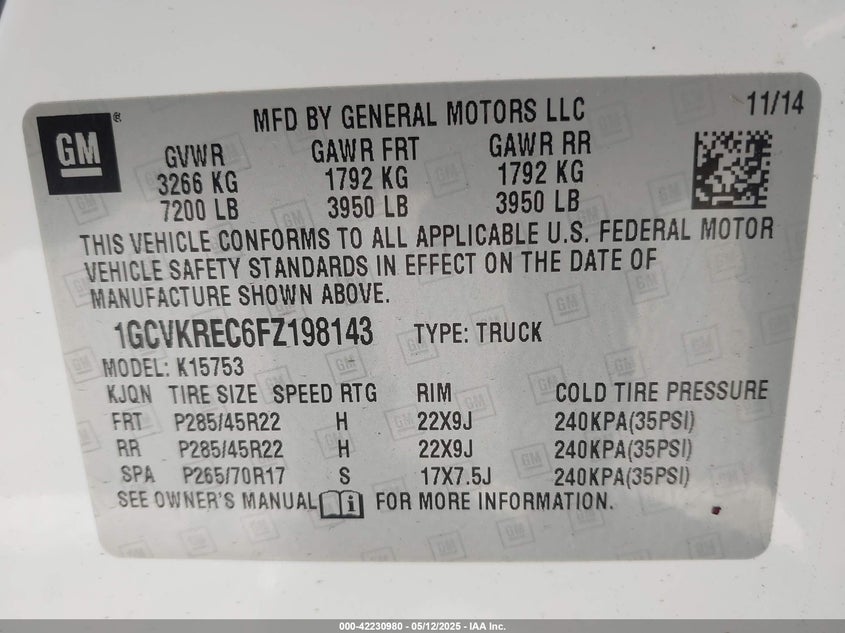 GM ®
MFD BY GENERAL MOTORS LLC 11/14
GVWR GAWR FRT GAWR RR
3266 KG 1792 KG 1792 KG
7200 LB 3950 LB 3950 LB
THIS VEHICLE CONFORMS TO ALL APPLICABLE U.S. FEDERAL MOTOR
VEHICLE SAFETY STANDARDS IN EFFECT ON THE DATE OF
MANUFACTURE SHOWN ABOVE.
1GCVKREC6FZ198143 TYPE: TRUCK
MODEL: K15753
KJQN TIRE SIZE SPEED RTG RIM COLD TIRE PRESSURE
FRT P285/45R22 H 22X9J 240KPA(35PSI)
RR P285/45R22 H 22X9J 240KPA(35PSI)
SPA P265/70R17 S 17X7.5J 240KPA(35PSI)
SEE OWNER'S MANUAL FOR MORE INFORMATION.
000-42230980 - 05/12/2025 - IAA Inc.